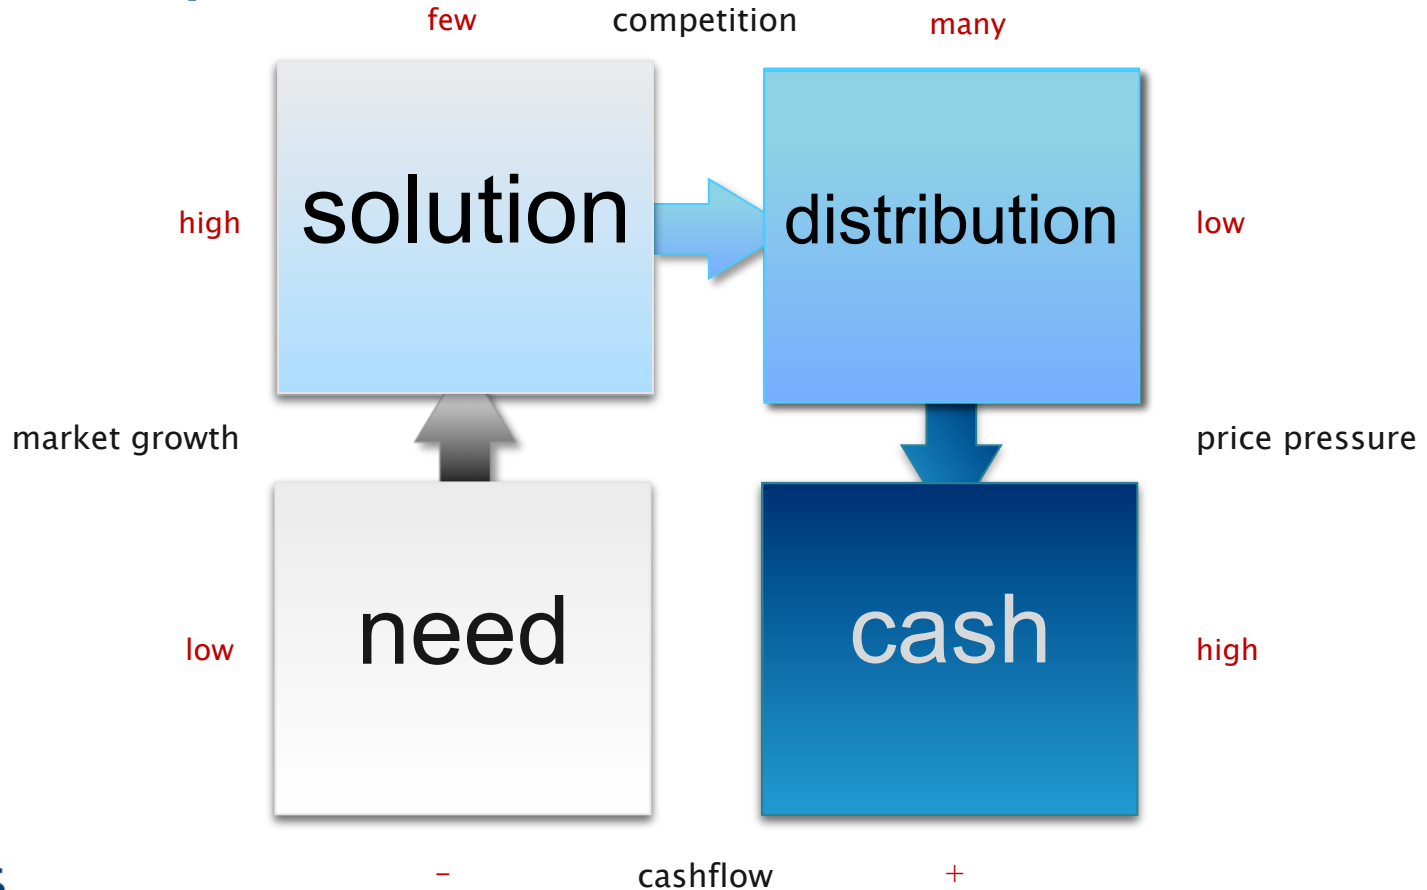 few competition many
solution
distribution
high
low
market growth
price pressure
need
cash
low
high
- cashflow +